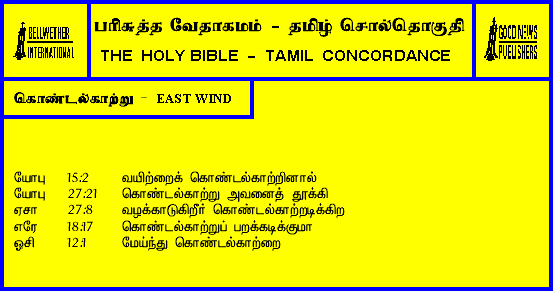 BELLWETHER
INTERNATIONAL
பரிசுத்த வேதாகமம் - தமிழ் சொல்தொகுதி
THE HOLY BIBLE - TAMIL CONCORDANCE
GOOD NEWS
PUBLISHERS
கொண்டல்காற்று - EAST WIND
யோபு 15:2 வயிற்றைக் கொண்டல்காற்றினால்
யோபு 27:21 கொண்டல்காற்று அவனைத் தூக்கி
ஏசா 27:8 வழக்காடுகிறீர் கொண்டல்காற்றடிக்கிற
எரே 18:17 கொண்டல்காற்றுப் பறக்கடிக்குமா
ஓசி 12:1 மேய்ந்து கொண்டல்காற்றை